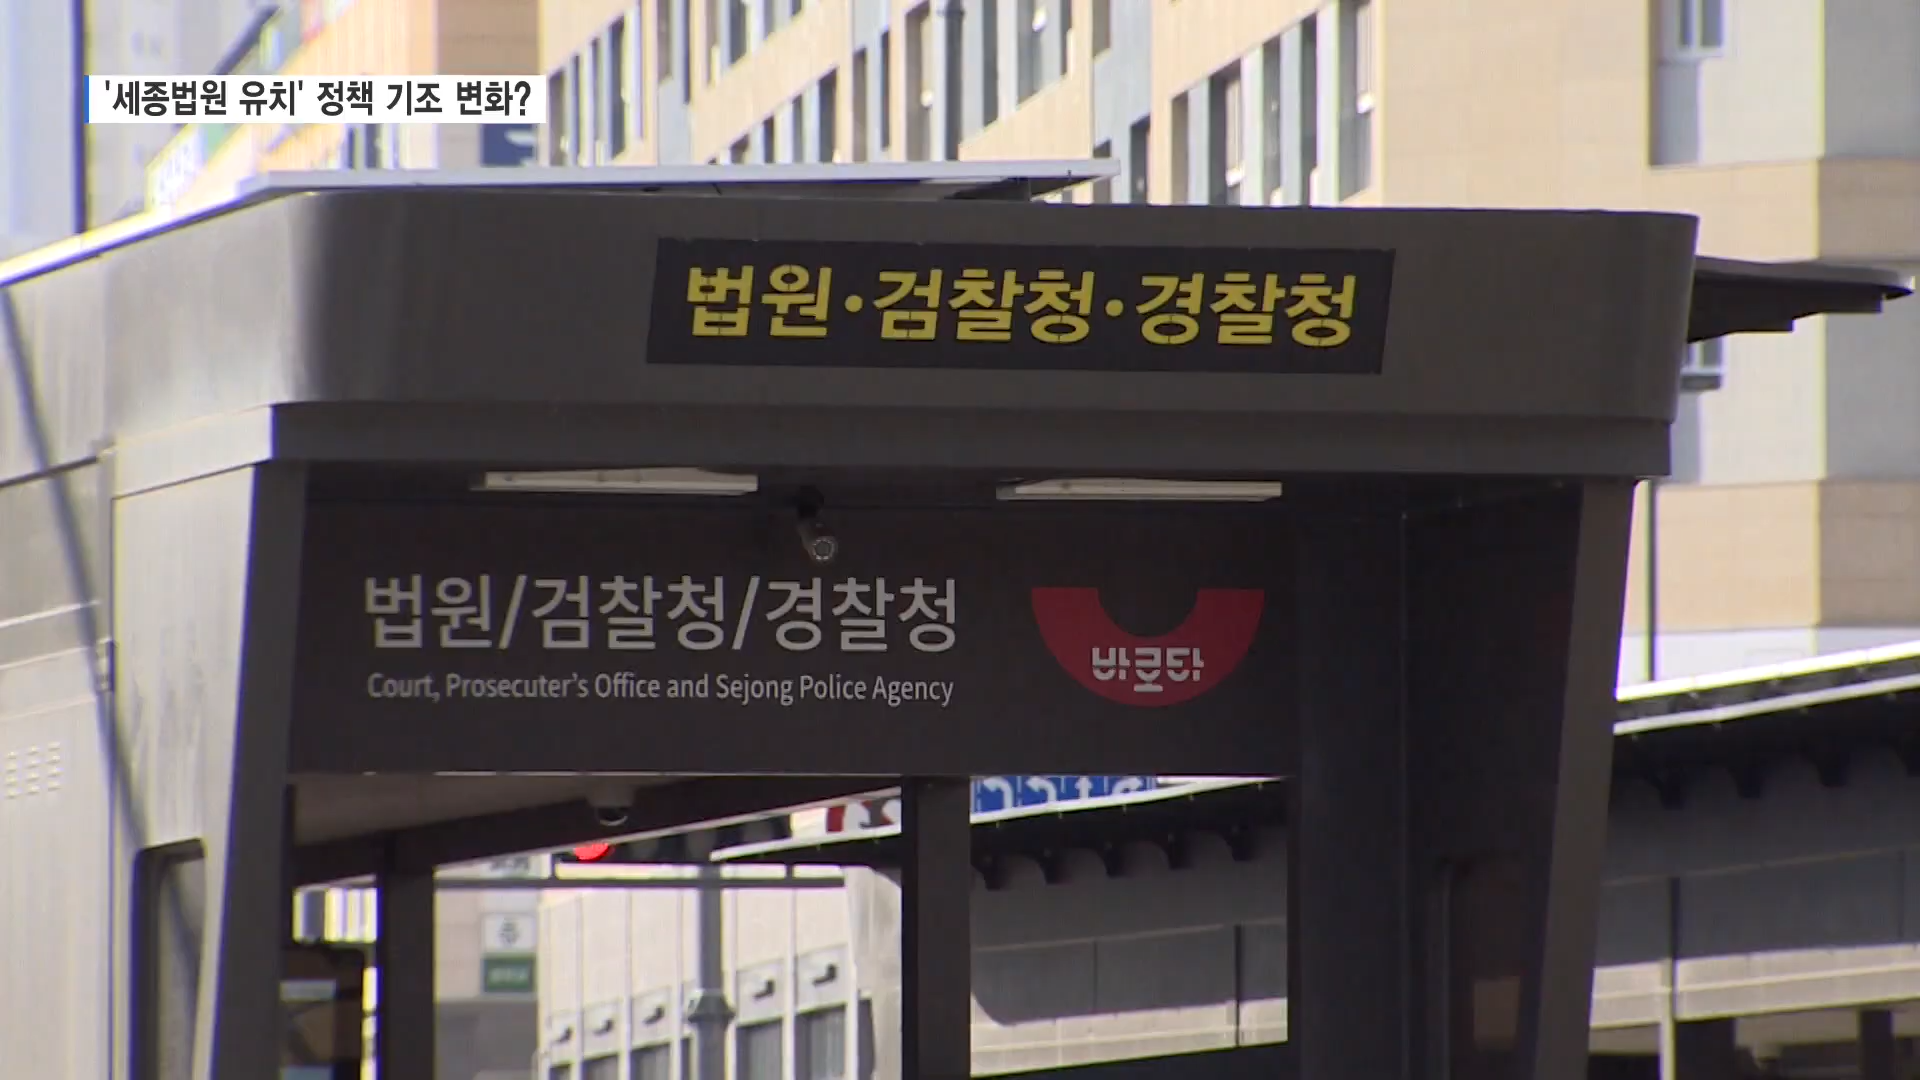 '세종법원 유치' 정책 기조 변화?
법원·검찰청·경찰청
법원/검찰청/경찰청
Court, Prosecuter's Office and Sejong Police Agency
바로타